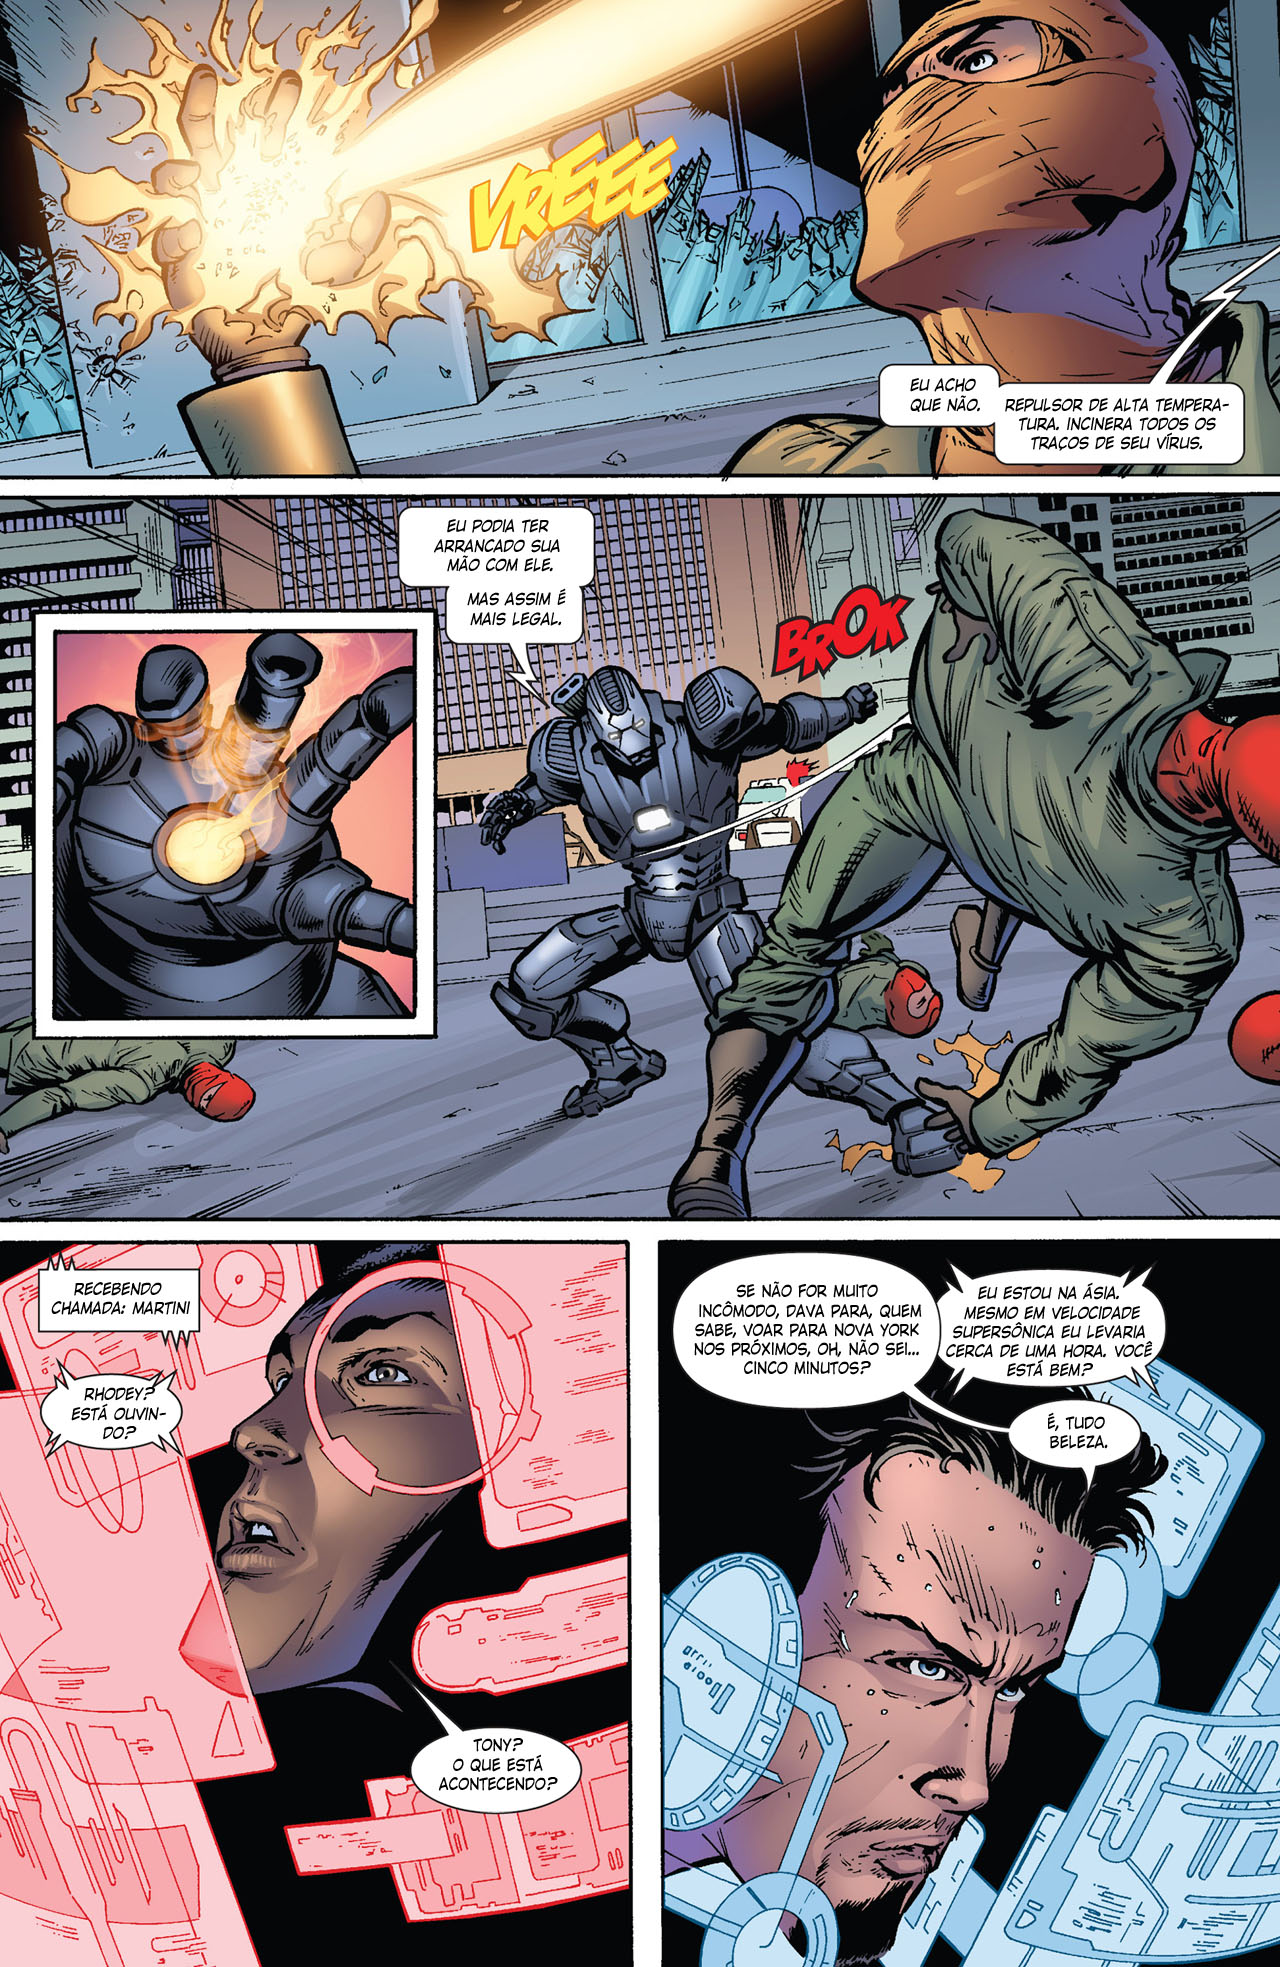 VREEE
EU ACHO
QUE NÃO.
REPULSOR DE ALTA TEMPERA-
TURA. INCINERA TODOS OS
TRAÇOS DE SEU VÍRUS.
EU PODIA TER
ARRANCADO SUA
MÃO COM ELE.
MAS ASSIM É
MAIS LEGAL.
BROK
RECEBENDO
CHAMADA: MARTINI
RHODEY?
ESTÁ OUVIN-
DO?
TONY?
O QUE ESTÁ
ACONTECENDO?
SE NÃO FOR MUITO
INCÔMODO, DAVA PARA, QUEM
SABE, VOAR PARA NOVA YORK
NOS PRÓXIMOS, OH, NÃO SEI...
CINCO MINUTOS?
EU ESTOU NA ÁSIA.
MESMO EM VELOCIDADE
SUPERSÔNICA EU LEVARIA
CERCA DE UMA HORA. VOCÊ
ESTÁ BEM?
É, TUDO
BELEZA.